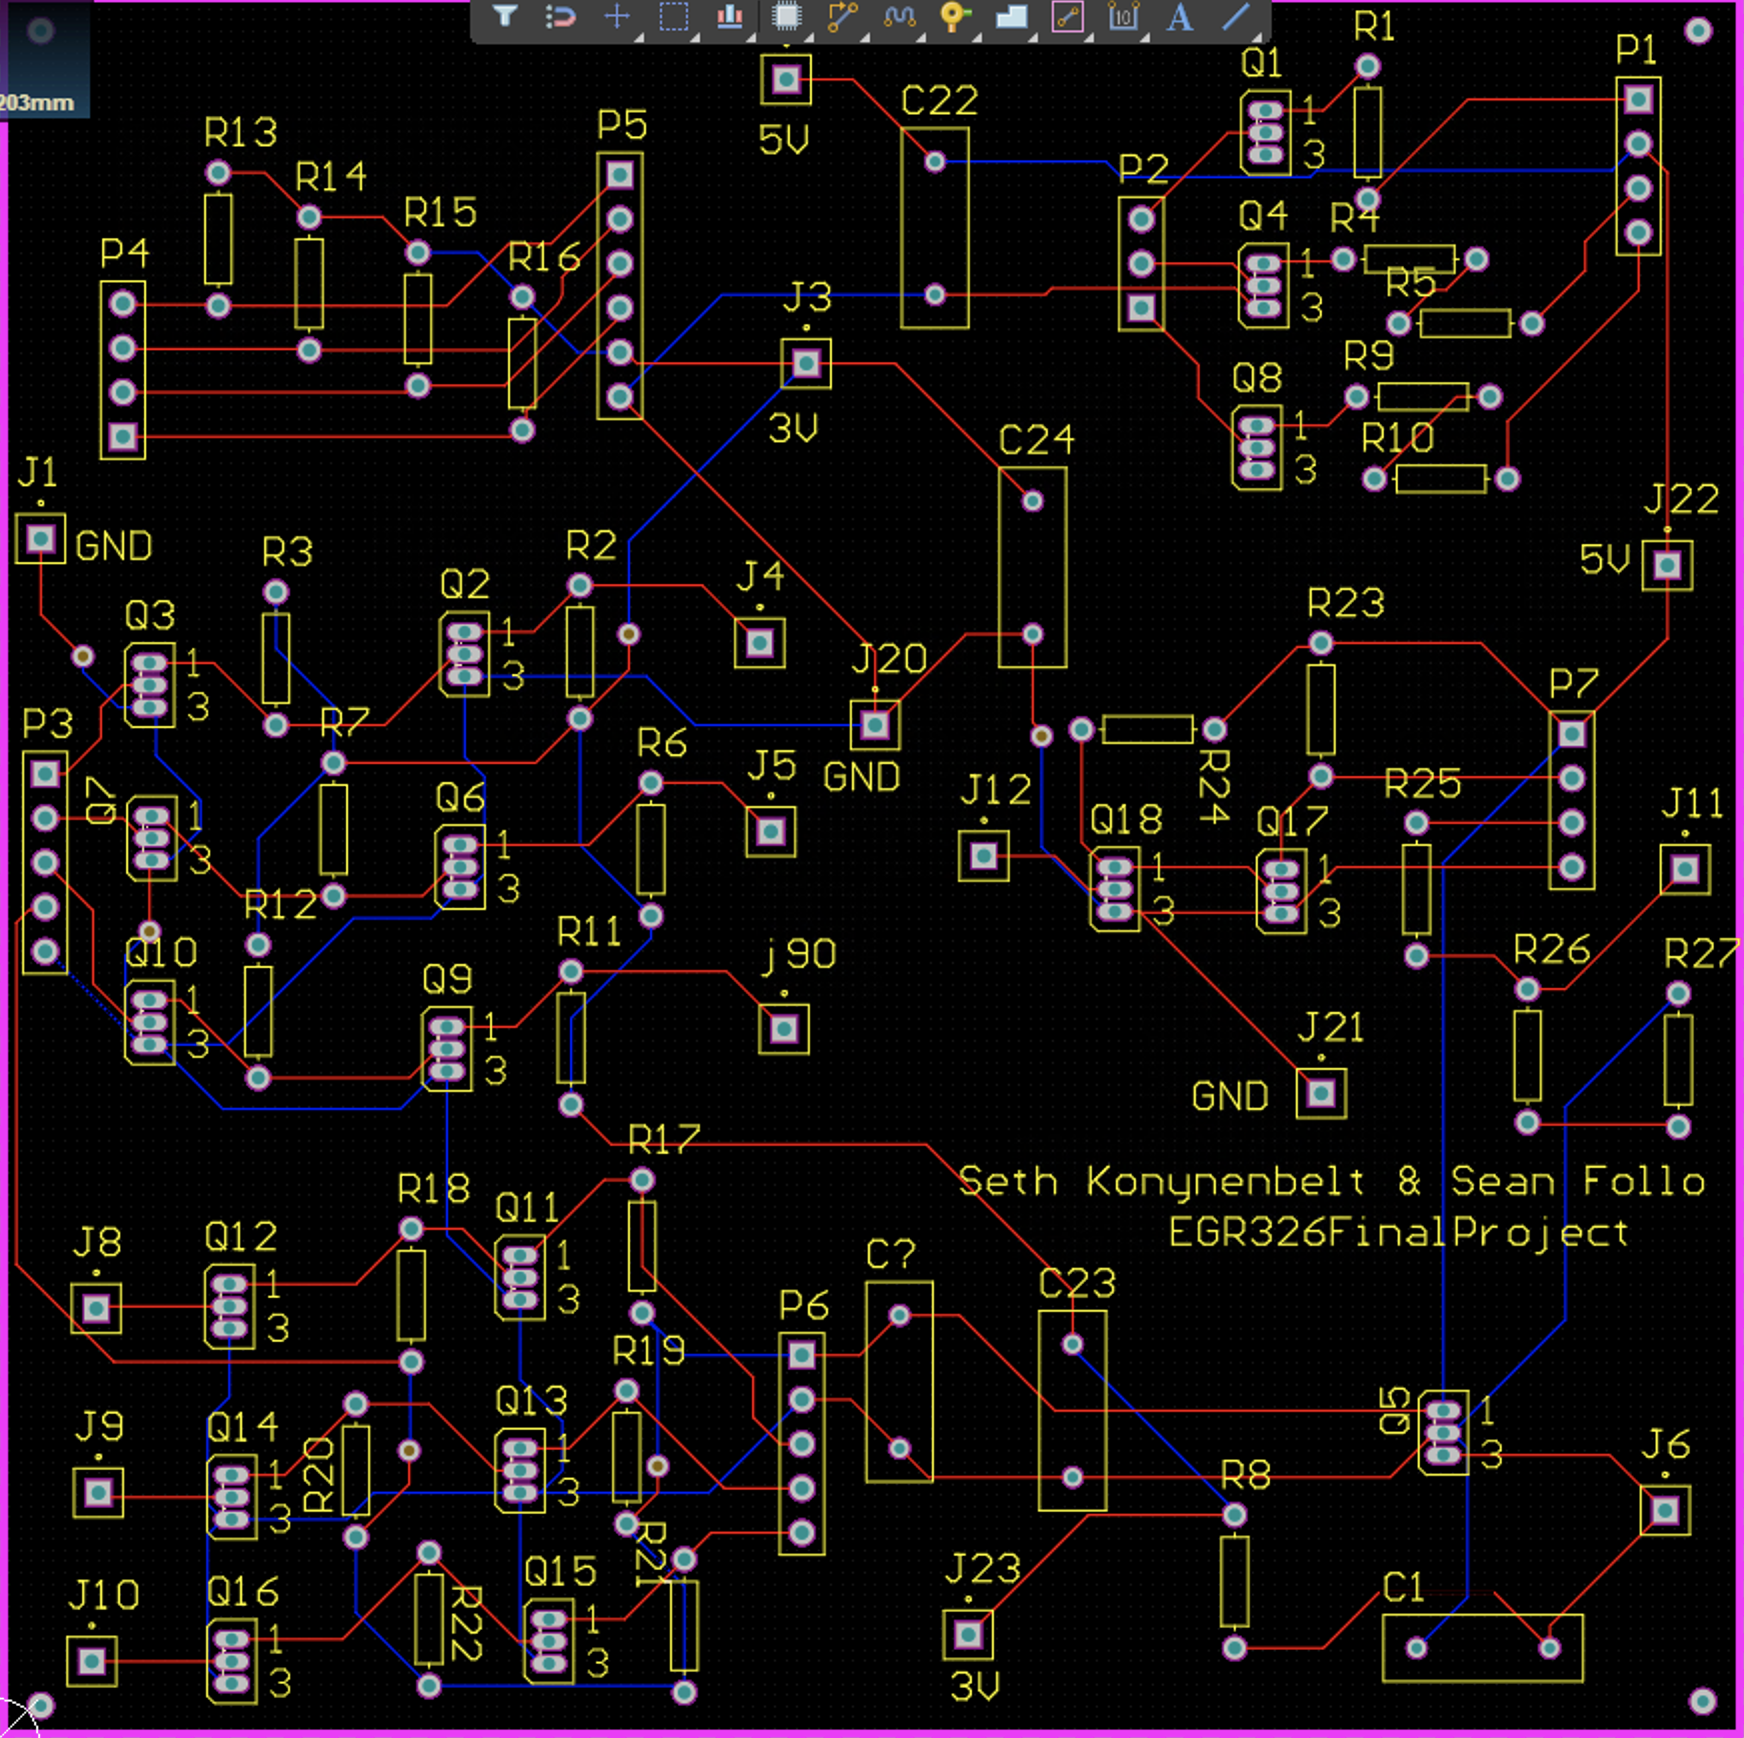 R1
Q1
P1
203mm
C22
1
5V
P5
R13
3
P2
R14
R15
Q4
R4
P4
R16
1
R5
J3
3
R9
Q8
3V
1
R10
C24
3
J1
J22
GND
R3
R2
5V
Q2
J4
R23
Q3
1
J20
1
3
P7
3
P3
R7
R6
J5
GND
J12
R24
R25
Q7
Q6
J11
1
Q18
Q17
1
3
1
1
3
R12
3
3
R11
Q10
j90
R26
R27
Q9
1
1
3
J21
3
GND
R17
Seth Konynenbelt & Sean Follo
R18
Q11
EGR326FinalProject
J8
Q12
C?
1
C23
1
3
P6
3
R19
Q13
Q5
1
J9
Q14
J6
1
3
1
R20
R8
3
3
R21
J23
Q15
C1
J10
Q16
R22
1
1
3
3
3V